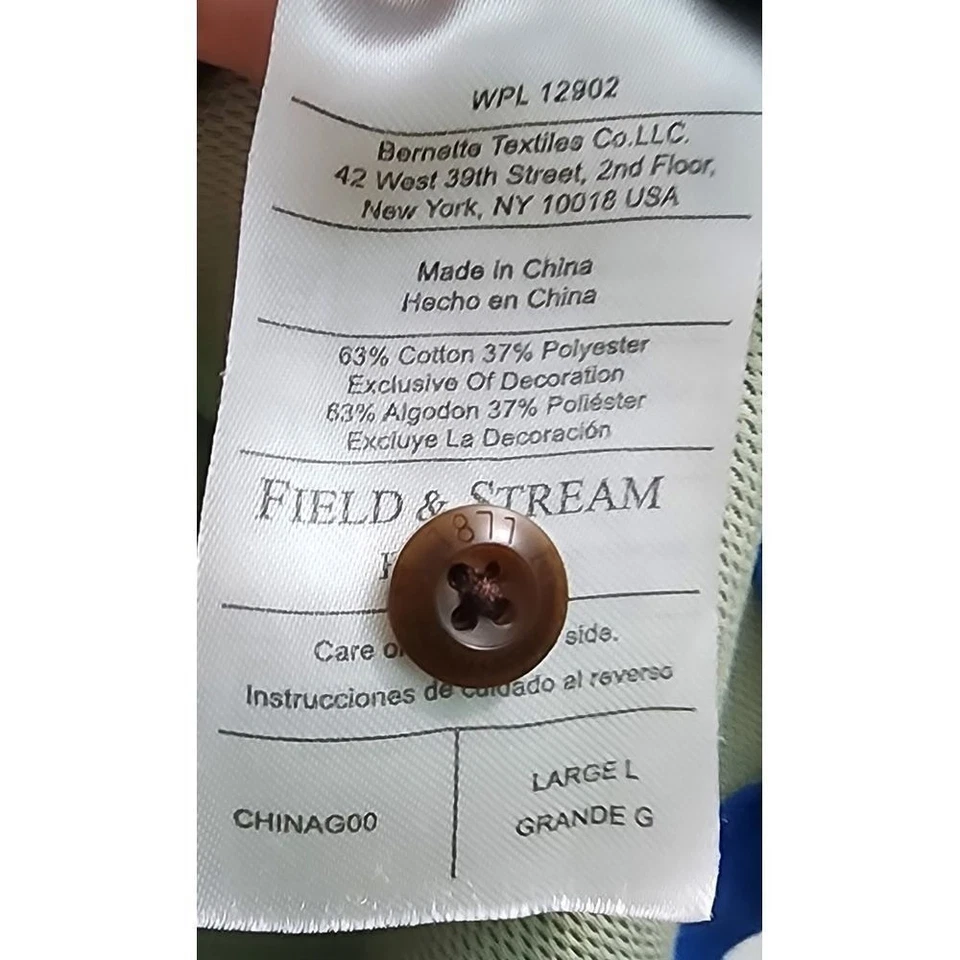 WPL 12902
Bernette Textiles Co.LLC.
42 West 39th Street, 2nd Floor,
New York, NY 10018 USA
Made in China
Hecho en China
63% Cotton 37% Polyester
Exclusive Of Decoration
63% Algodon 37% Poliéster
Excluye La Decoración
FIELD & STREAM
877
Care side.
Instrucciones de cuidado al reverso
CHINAG00
LARGE L
GRANDE G